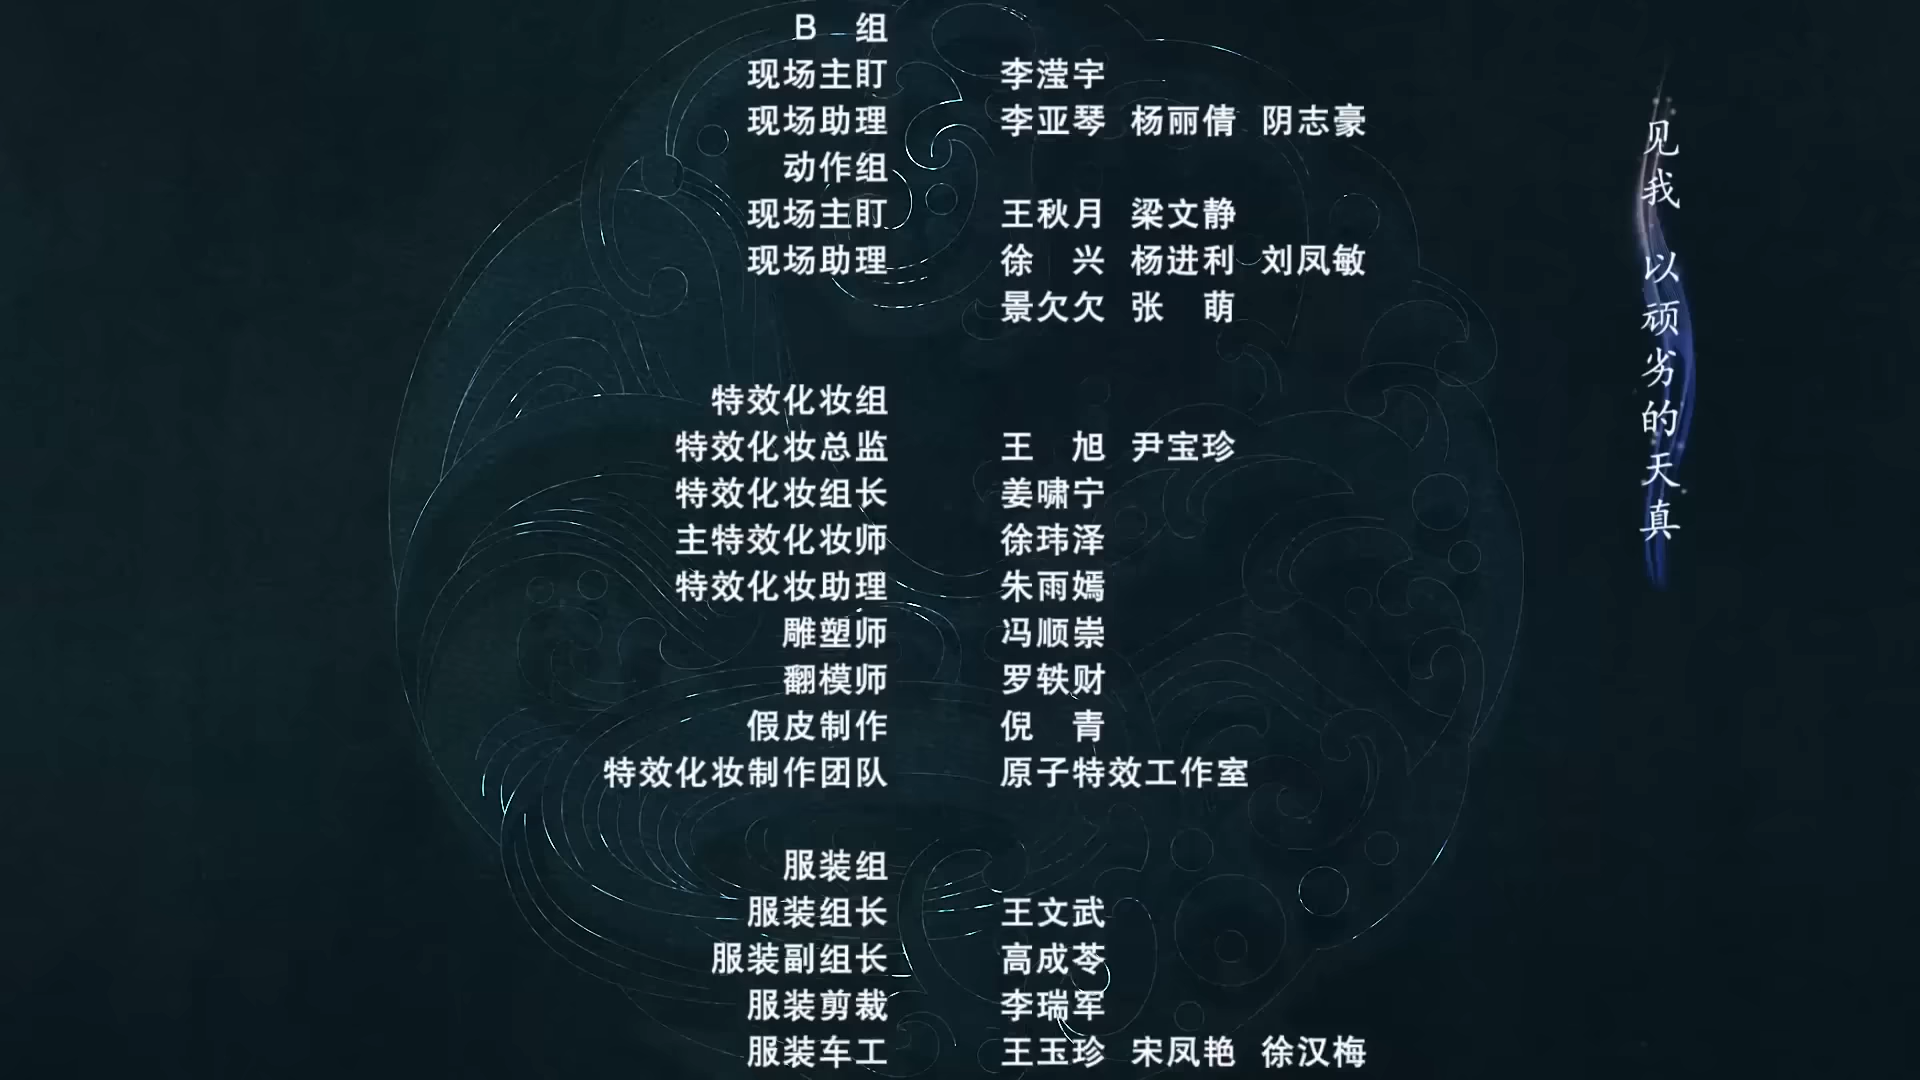 B 组
现场主盯 李滢宇
现场助理 李亚琴 杨丽倩 阴志豪
动作组
现场主盯 王秋月 梁文静
现场助理 徐 兴 杨进利 刘凤敏
景欠欠 张 萌
特效化妆组
特效化妆总监 王 旭 尹宝珍
特效化妆组长 姜啸宁
主特效化妆师 徐玮泽
特效化妆助理 朱雨嫣
雕塑师 冯顺崇
翻模师 罗轶财
假皮制作 倪 青
特效化妆制作团队 原子特效工作室
服装组
服装组长 王文武
服装副组长 高成苓
服装剪裁 李瑞军
服装车工 王玉珍 宋凤艳 徐汉梅
见我 以顽劣的天真